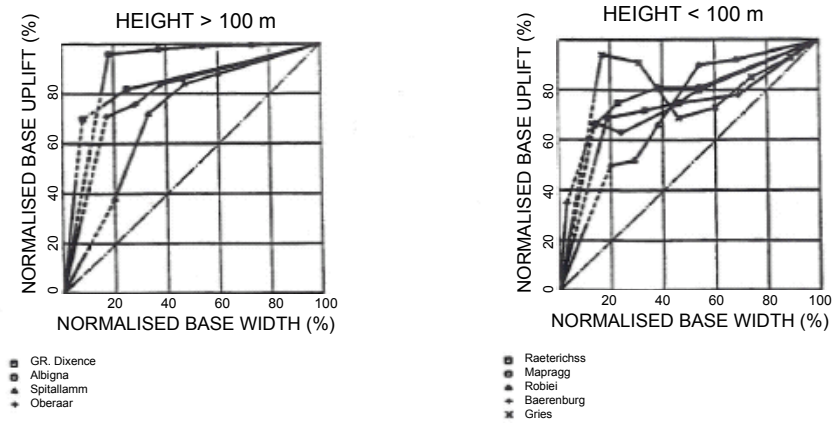 HEIGHT > 100 m
NORMALISED BASE UPLIFT (%)
80
60
40
20
0
20 40 60 80 100
NORMALISED BASE WIDTH (%)
GR. Dixence
Albigna
Spitallamm
Oberaar
HEIGHT < 100 m
NORMALISED BASE UPLIFT (%)
80
60
40
20
0
20 40 60 80 100
NORMALISED BASE WIDTH (%)
Raeterichss
Mapragg
Robiei
Baerenburg
Gries